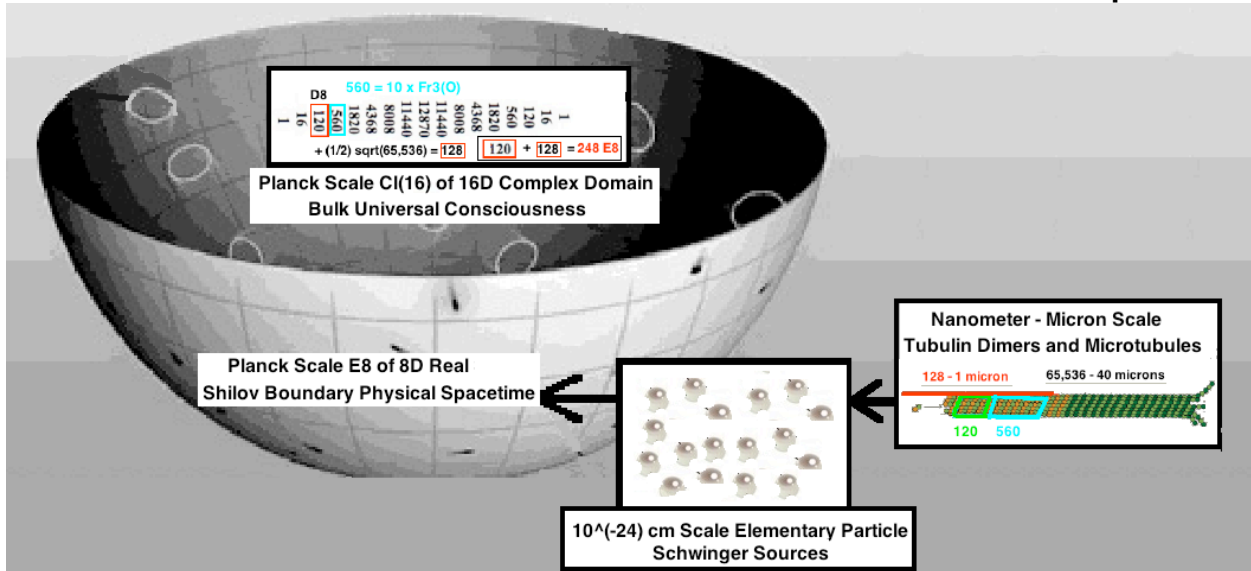 560 = 10 x Fr3(O)
D8
1 16 120 560 1820 4368 8008 11440 12870 11440 8008 4368 1820 560 120 16 1
+ (1/2) sqrt(65,536) = 128
120 + 128 = 248 E8
Planck Scale Cl(16) of 16D Complex Domain
Bulk Universal Consciousness
Planck Scale E8 of 8D Real
Shilov Boundary Physical Spacetime
10^(-24) cm Scale Elementary Particle
Schwinger Sources
Nanometer - Micron Scale
Tubulin Dimers and Microtubules
128 - 1 micron
65,536 - 40 microns
120
560